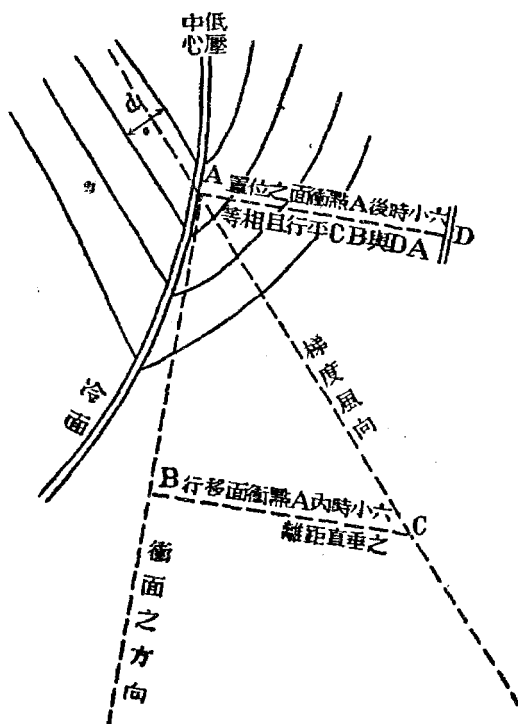 低壓
中心
A
六小時後A點衝面之位置
AD與BC平行且相等
D
梯度風向
冷面
B
六小時內A點衝面移行
之垂直距離
C
衝面之方向